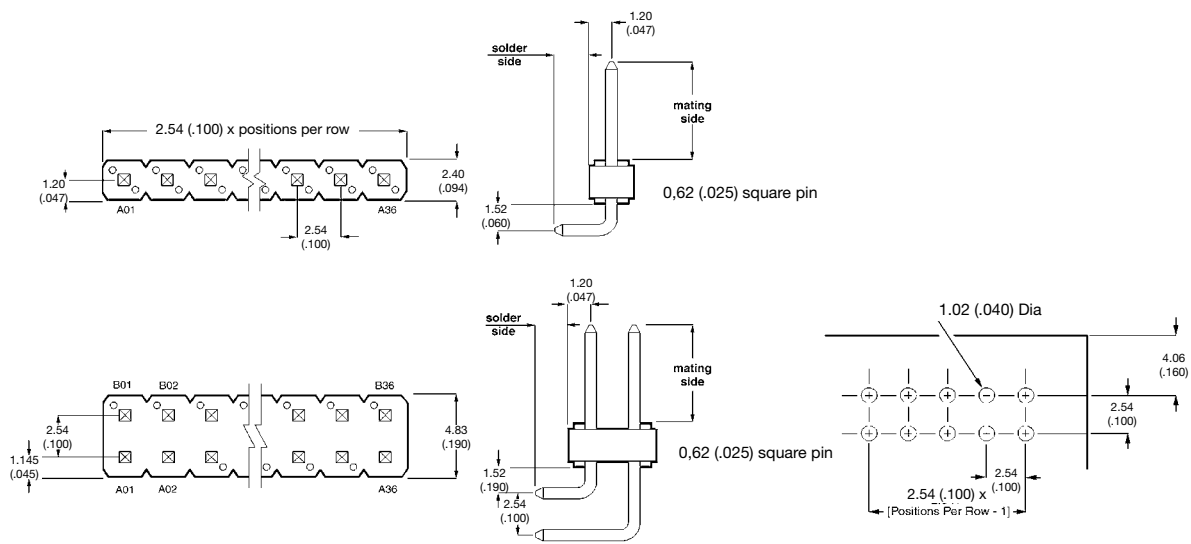 1.20
(.047)
solder
side
mating
side
2.54 (.100) x positions per row
1.20
(.047)
2.40
(.094)
A01
A36
2.54
(.100)
1.52
(.060)
0,62 (.025) square pin
1.20
(.047)
solder
side
mating
side
B01
B02
B36
2.54
(.100)
4.83
(.190)
1.145
(.045)
A01
A02
A36
1.52
(.190)
2.54
(.100)
0,62 (.025) square pin
1.02 (.040) Dia
4.06
(.160)
2.54
(.100)
2.54
(.100)
2.54 (.100) x
[Positions Per Row - 1]